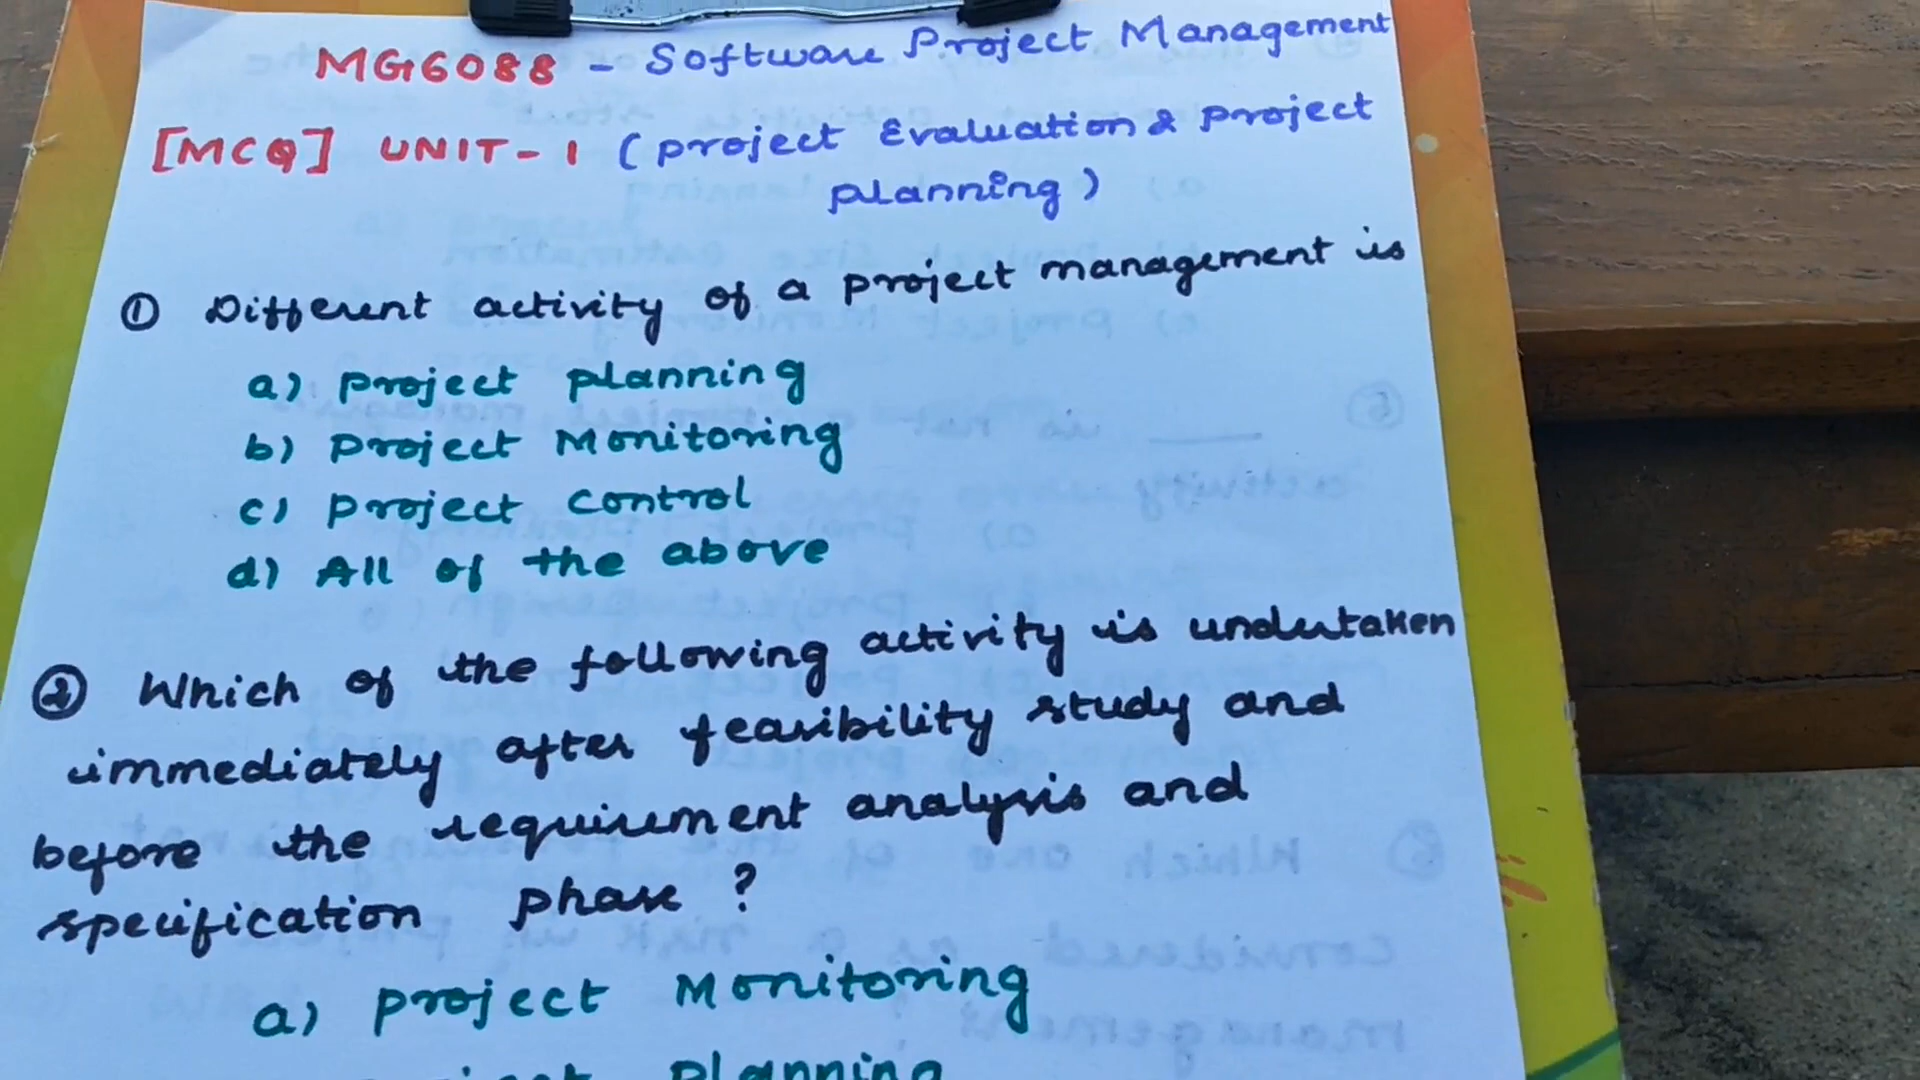 MG6088 - Software Project Management
[MCQ] UNIT-1 (project Evaluation & project
planning)
① Different activity of a project management is
a) project planning
b) project Monitoring
c) project control
d) All of the above
② Which of the following activity is undertaken
immediately after feasibility study and
before the requirement analysis and
specification phase?
a) project Monitoring
planning